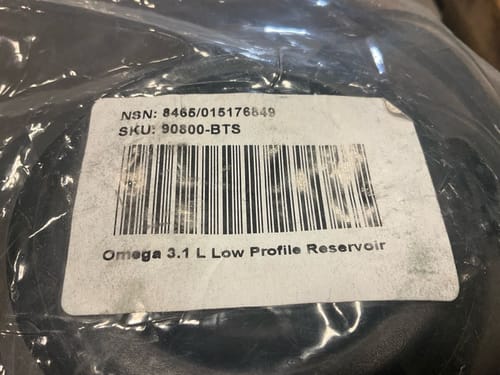 NSN: 8465/015176849
SKU: 90800-BTS
Omega 3.1 L Low Profile Reservoir